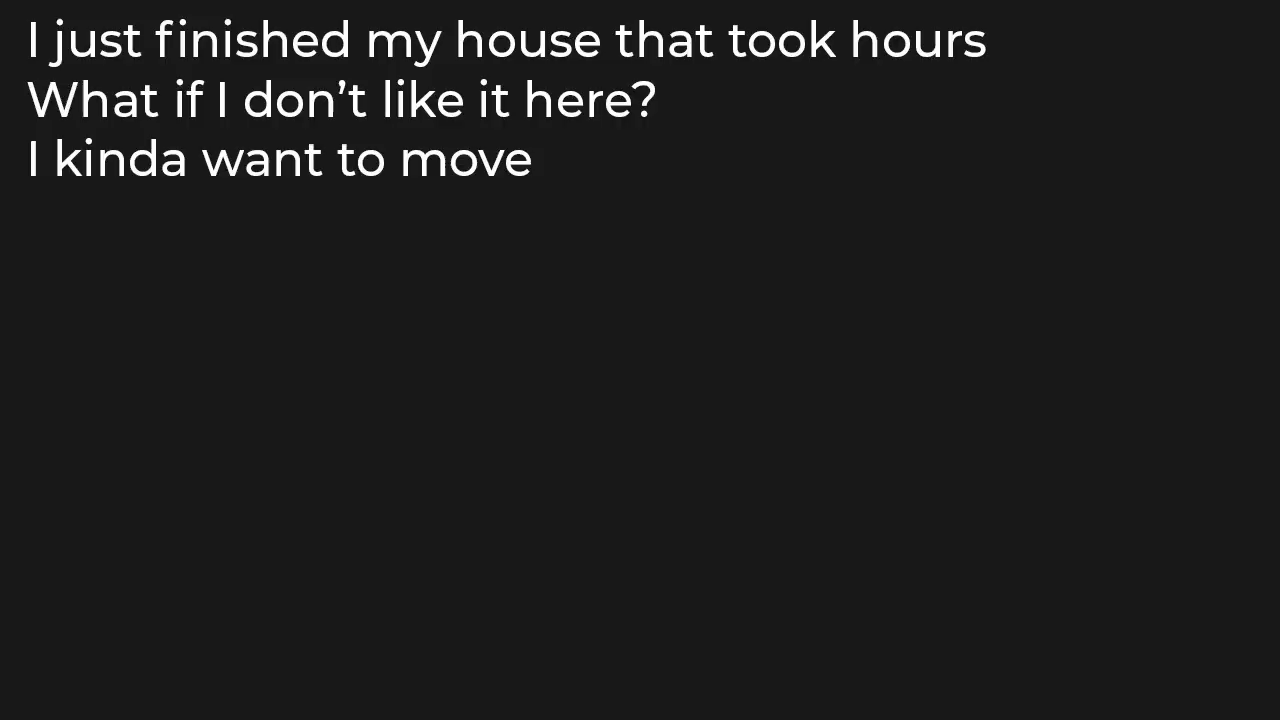 I just finished my house that took hours
What if I don’t like it here?
I kinda want to move